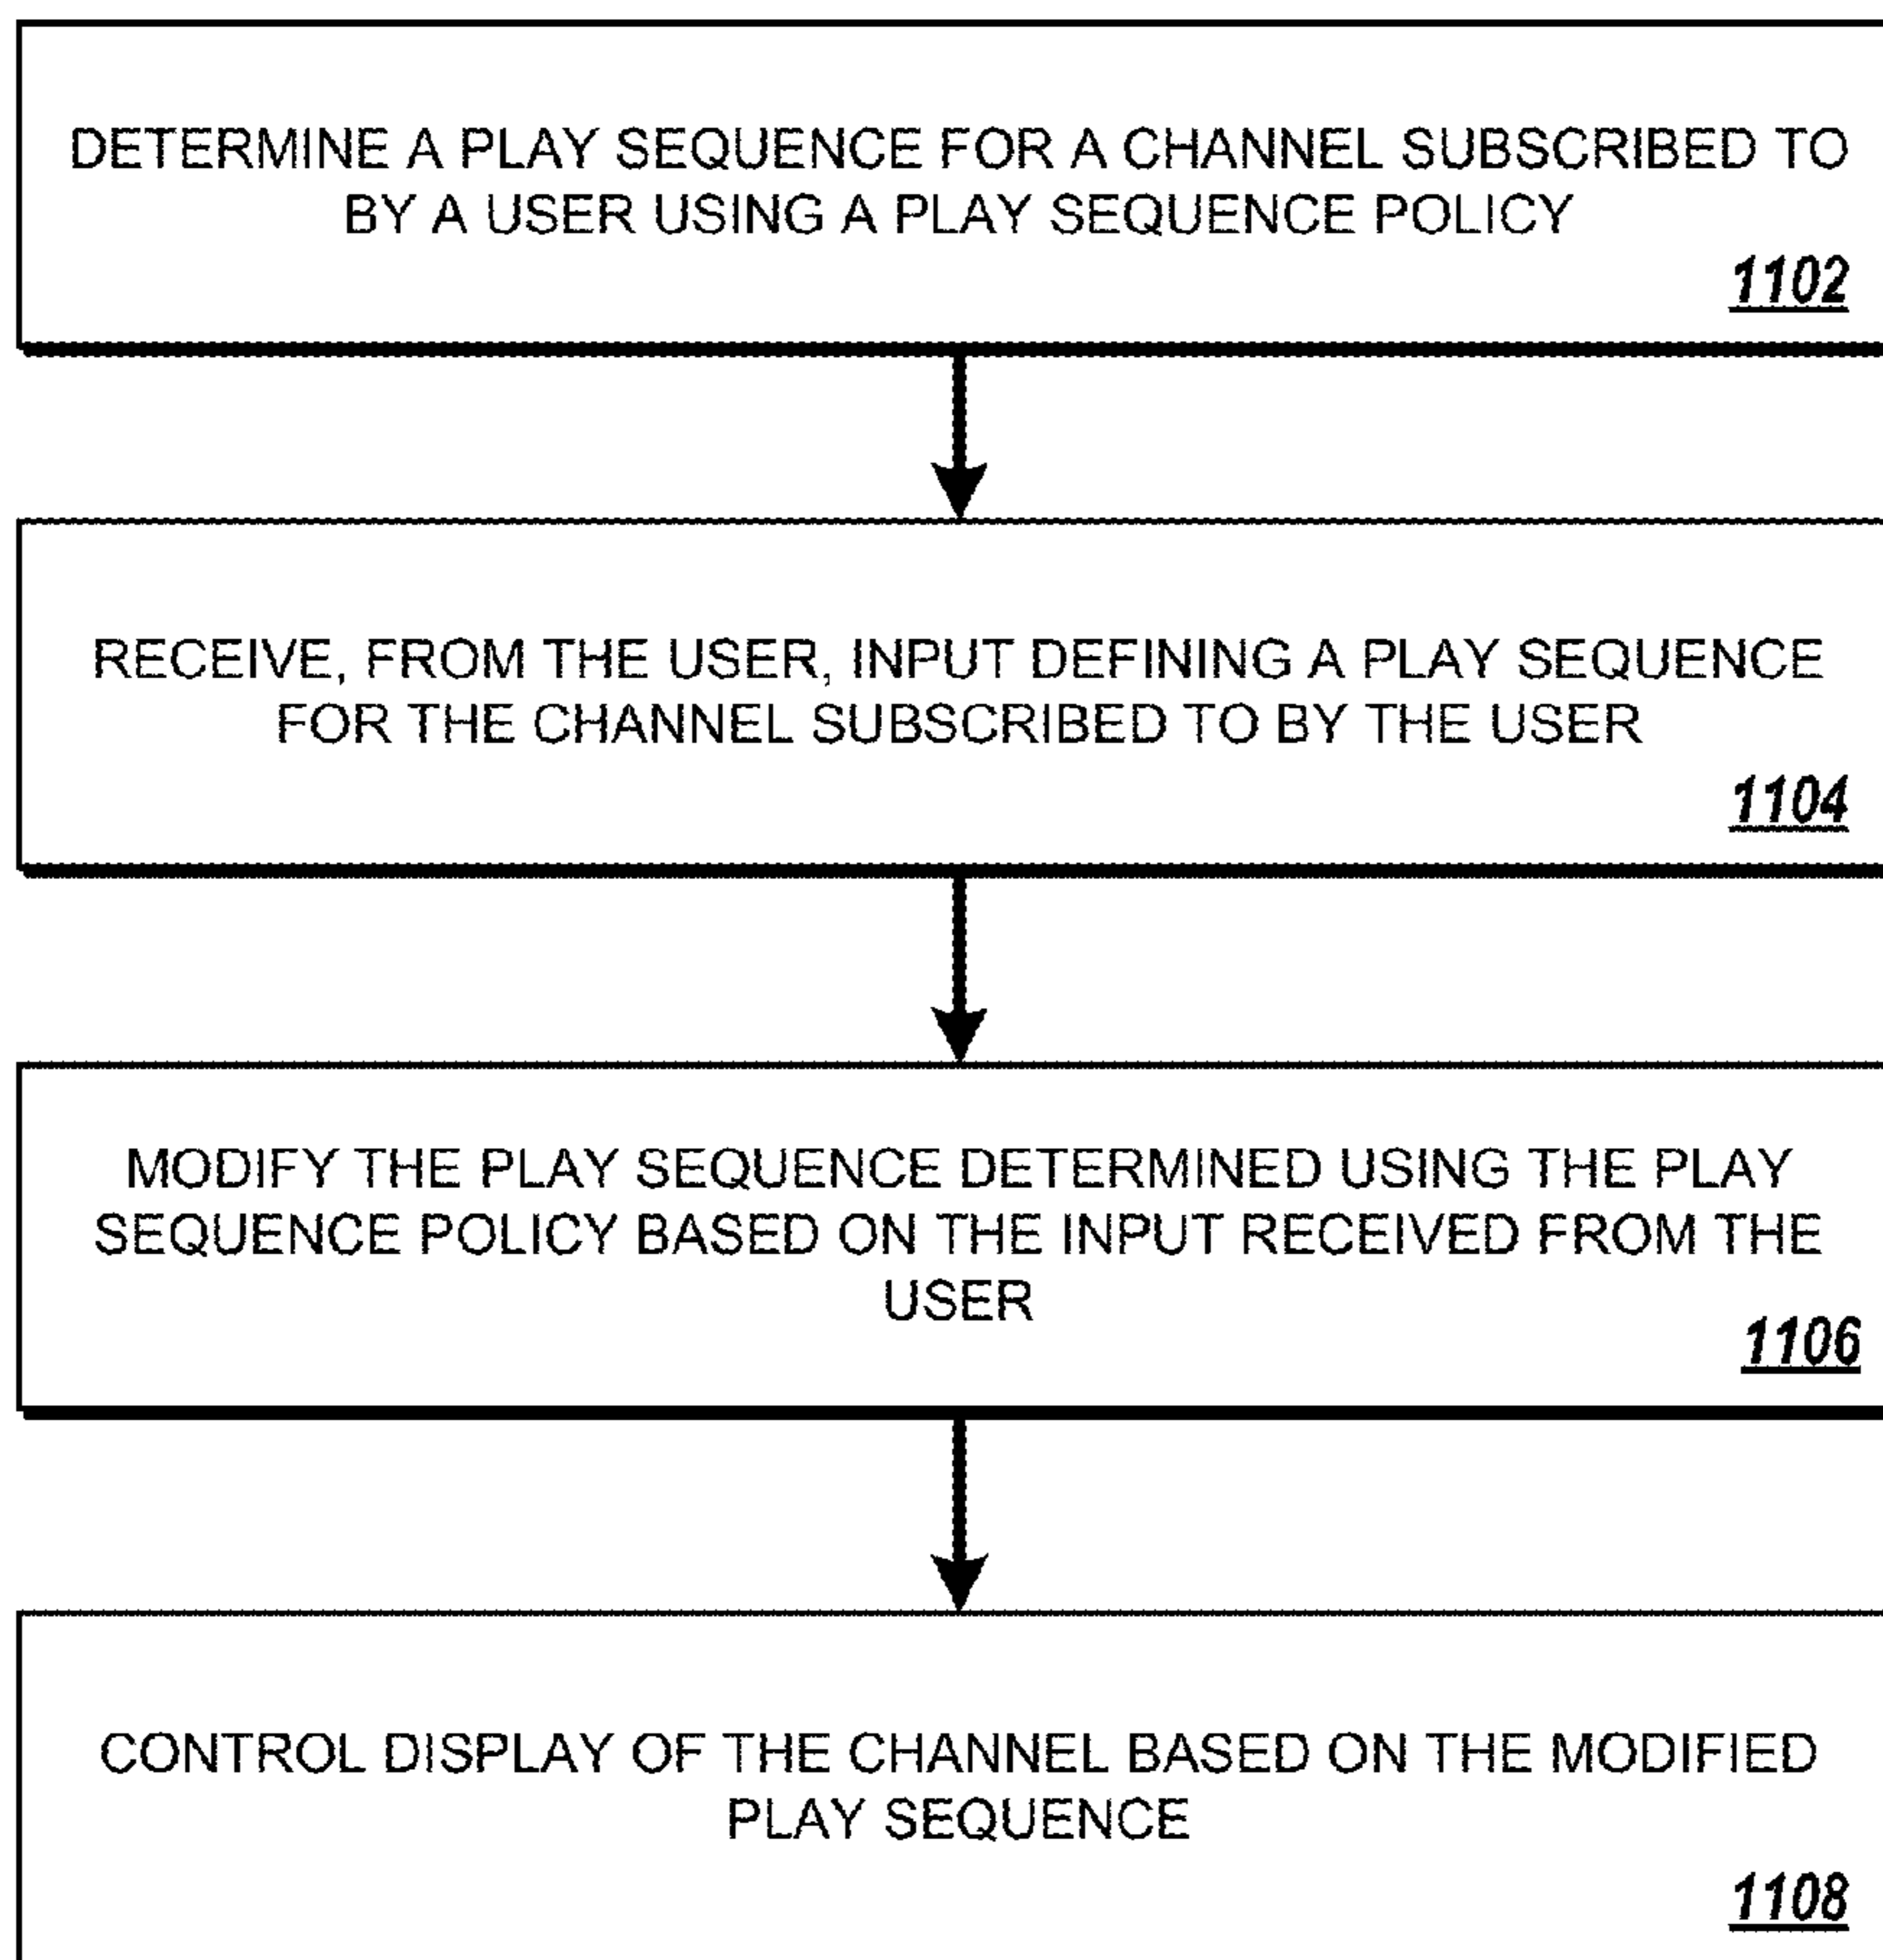 DETERMINE A PLAY SEQUENCE FOR A CHANNEL SUBSCRIBED TO
BY A USER USING A PLAY SEQUENCE POLICY
1102
RECEIVE, FROM THE USER, INPUT DEFINING A PLAY SEQUENCE
FOR THE CHANNEL SUBSCRIBED TO BY THE USER
1104
MODIFY THE PLAY SEQUENCE DETERMINED USING THE PLAY
SEQUENCE POLICY BASED ON THE INPUT RECEIVED FROM THE
USER
1106
CONTROL DISPLAY OF THE CHANNEL BASED ON THE MODIFIED
PLAY SEQUENCE
1108